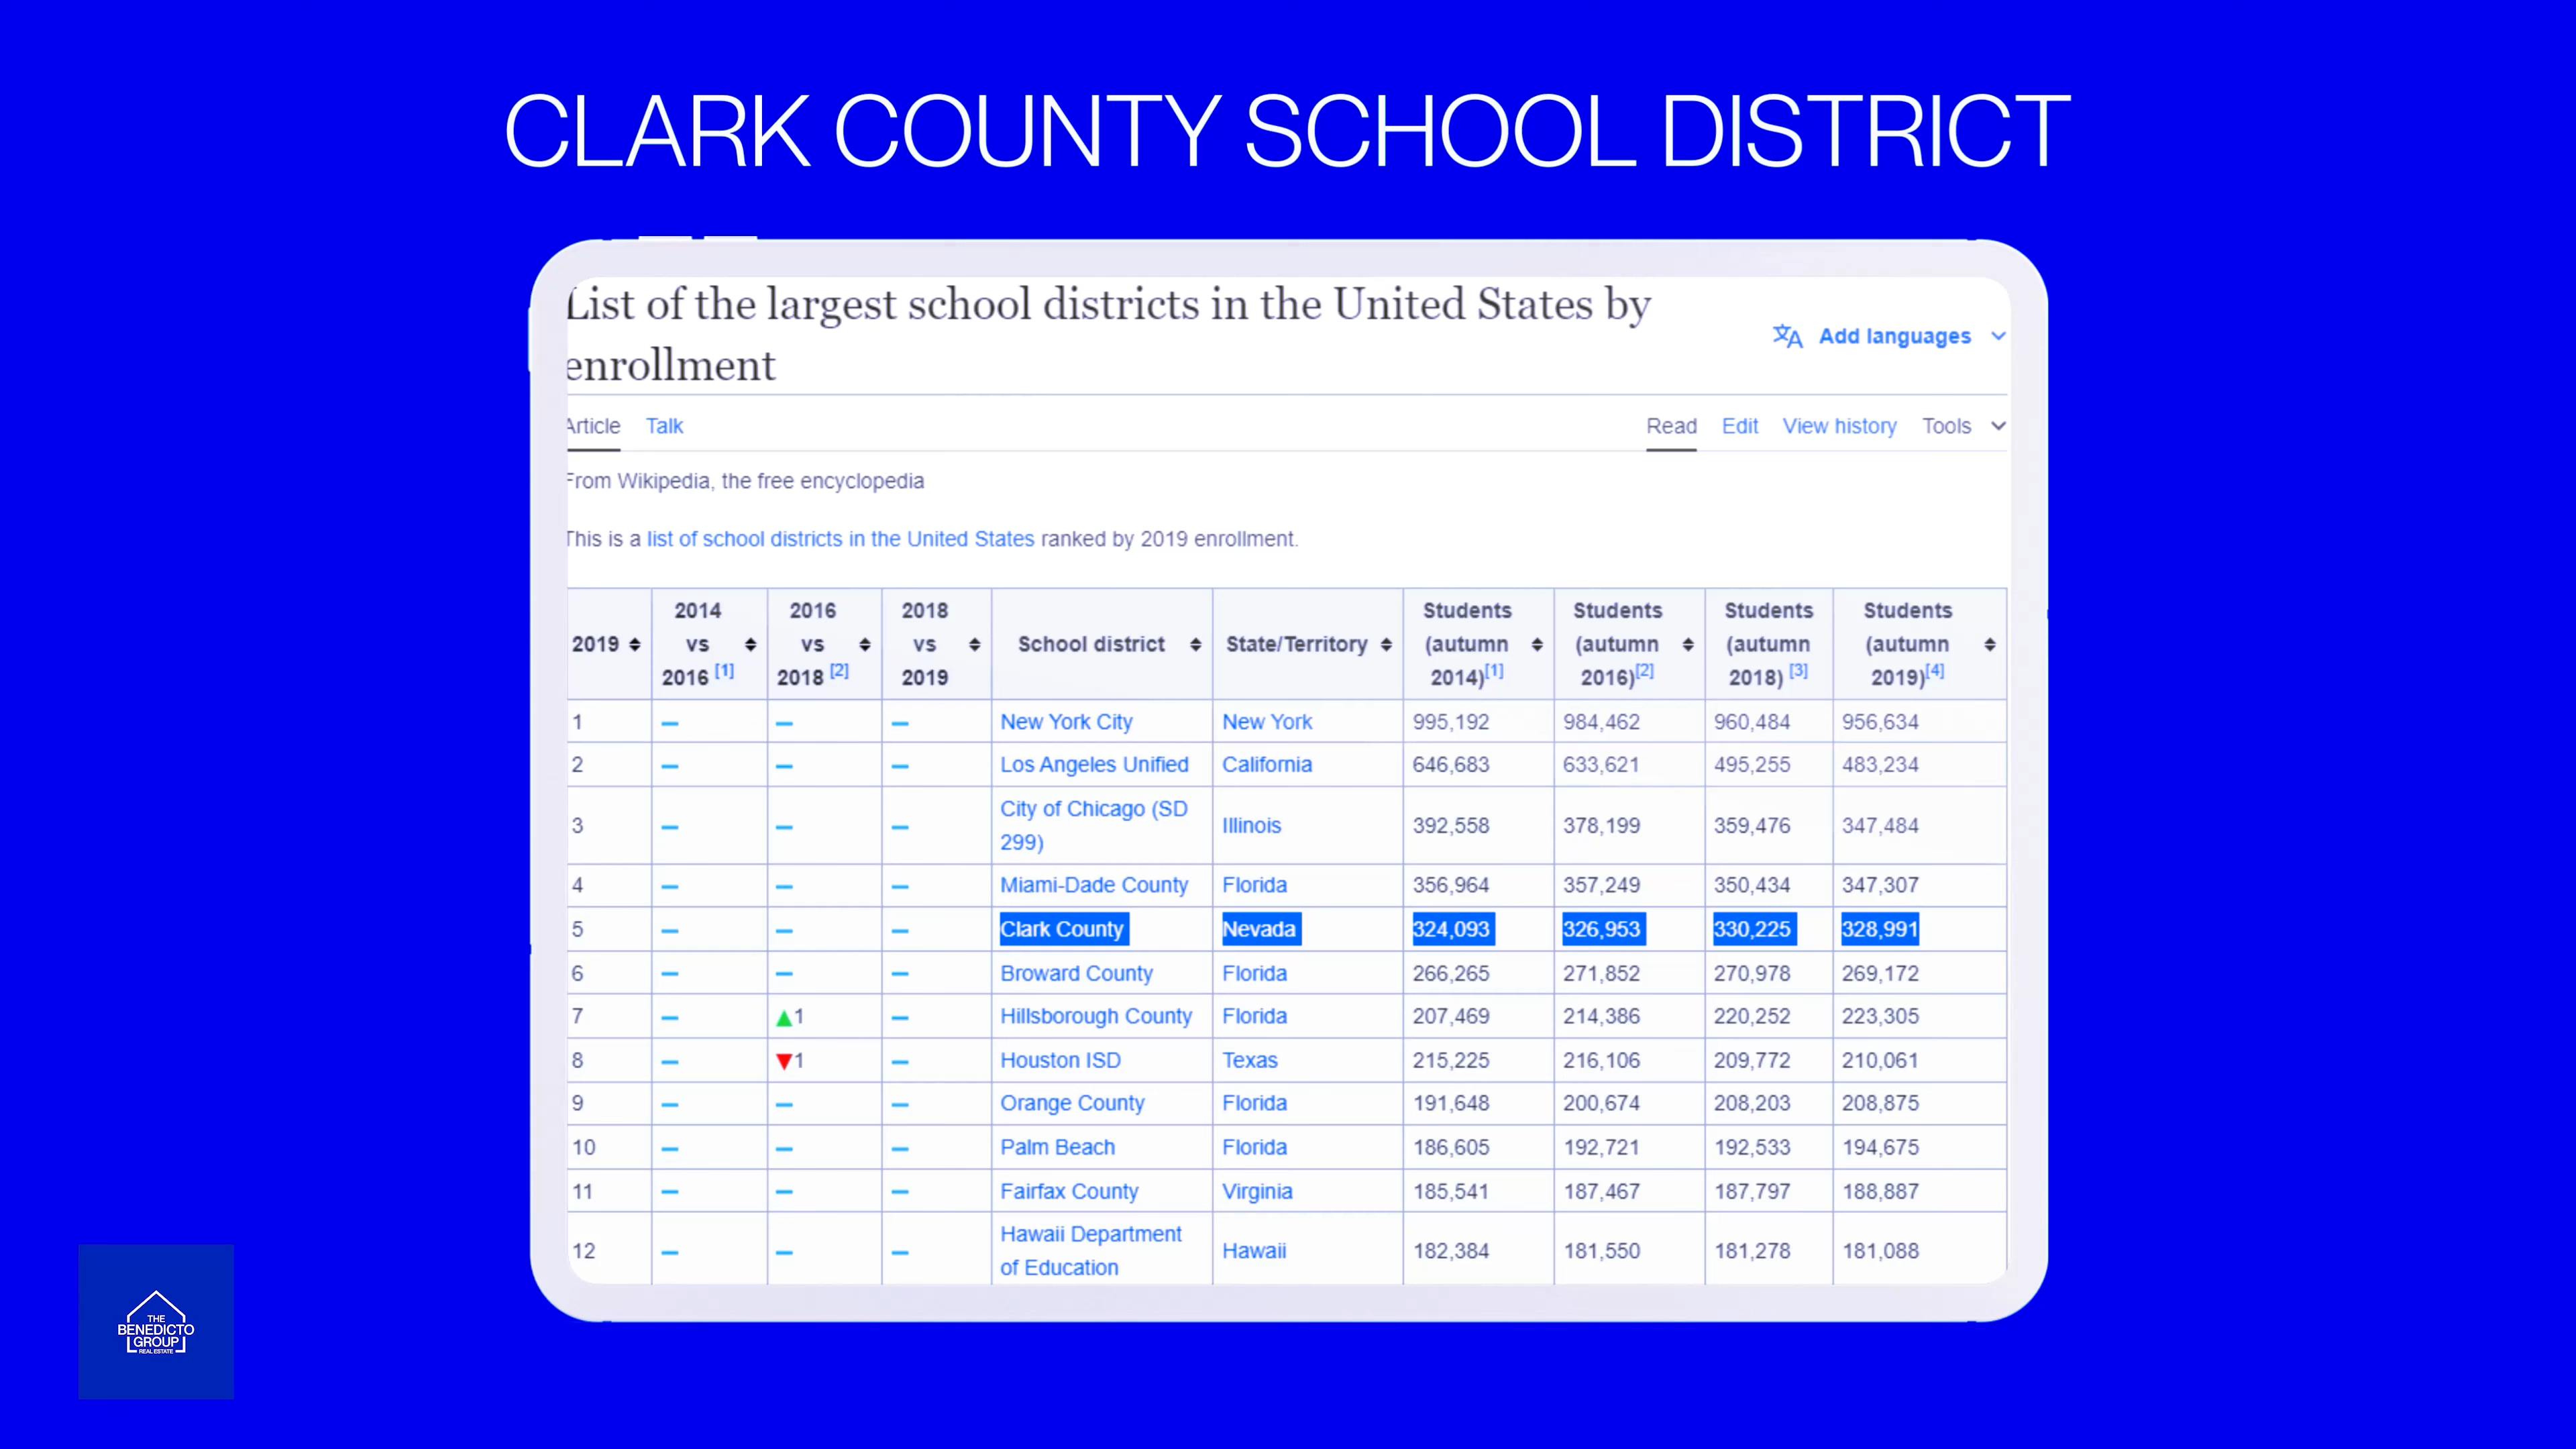 CLARK COUNTY SCHOOL DISTRICT
List of the largest school districts in the United States by
enrollment
Add languages
Article Talk Read Edit View history Tools
From Wikipedia, the free encyclopedia
This is a list of school districts in the United States ranked by 2019 enrollment.
2019 2014 vs 2016 [1] 2016 vs 2018 [2] 2018 vs 2019 School district State/Territory Students (autumn 2014)[1] Students (autumn 2016)[2] Students (autumn 2018) [3] Students (autumn 2019)[4]
1 – – – New York City New York 995,192 984,462 960,484 956,634
2 – – – Los Angeles Unified California 646,683 633,621 495,255 483,234
3 – – – City of Chicago (SD 299) Illinois 392,558 378,199 359,476 347,484
4 – – – Miami-Dade County Florida 356,964 357,249 350,434 347,307
5 – – – Clark County Nevada 324,093 326,953 330,225 328,991
6 – – – Broward County Florida 266,265 271,852 270,978 269,172
7 – ▲1 – Hillsborough County Florida 207,469 214,386 220,252 223,305
8 – ▼1 – Houston ISD Texas 215,225 216,106 209,772 210,061
9 – – – Orange County Florida 191,648 200,674 208,203 208,875
10 – – – Palm Beach Florida 186,605 192,721 192,533 194,675
11 – – – Fairfax County Virginia 185,541 187,467 187,797 188,887
12 – – – Hawaii Department of Education Hawaii 182,384 181,550 181,278 181,088
THE
BENEDICTO
GROUP
REAL ESTATE